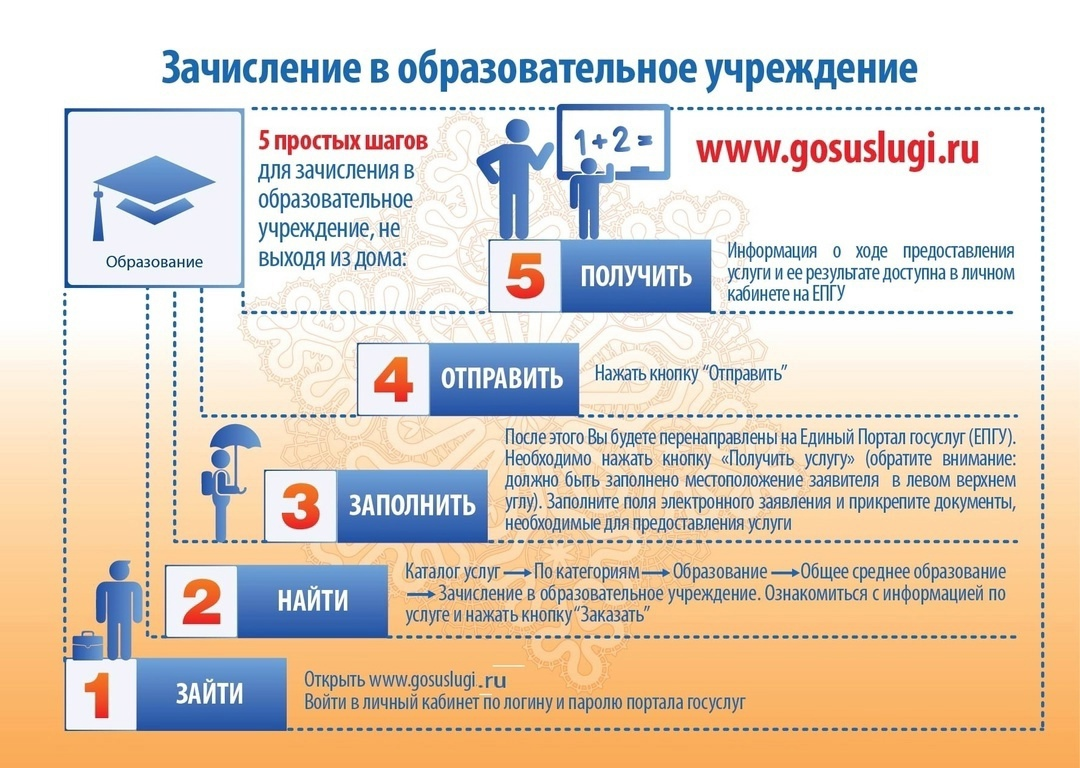 Зачисление в образовательное учреждение
Образование
5 простых шагов
для зачисления в
образовательное
учреждение, не
выходя из дома:
1+2=
www.gosuslugi.ru
5 ПОЛУЧИТЬ
Информация о ходе предоставления
услуги и ее результате доступна в личном
кабинете на ЕПГУ
4 ОТПРАВИТЬ
Нажать кнопку “Отправить”
3 ЗАПОЛНИТЬ
После этого Вы будете перенаправлены на Единый Портал госуслуг (ЕПГУ).
Необходимо нажать кнопку «Получить услугу» (обратите внимание:
должно быть заполнено местоположение заявителя в левом верхнем
углу). Заполните поля электронного заявления и прикрепите документы,
необходимые для предоставления услуги
2 НАЙТИ
Каталог услуг → По категориям → Образование → Общее среднее образование
→ Зачисление в образовательное учреждение. Ознакомиться с информацией по
услуге и нажать кнопку “Заказать”
1 ЗАЙТИ
Открыть www.gosuslugi.ru
Войти в личный кабинет по логину и паролю портала госуслуг